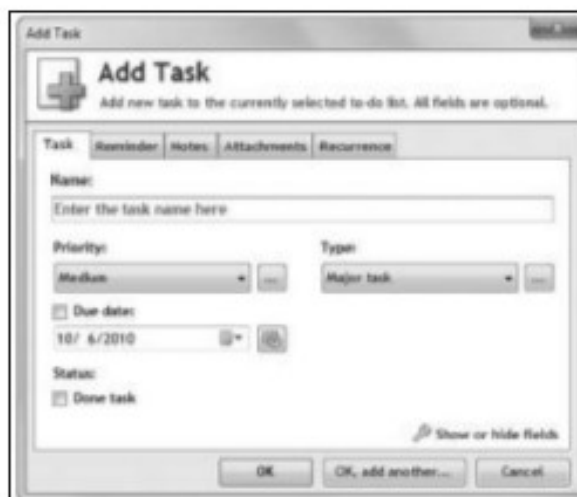 Add Task
Add Task
Add new task to the currently selected to-do list. All fields are optional.
Task Reminder Notes Attachments Recurrence
Name:
Enter the task name here
Priority: Type:
Medium ... Major task ...
Due date:
10/ 6/2010
Status:
Done task
Show or hide fields
OK OK, add another... Cancel